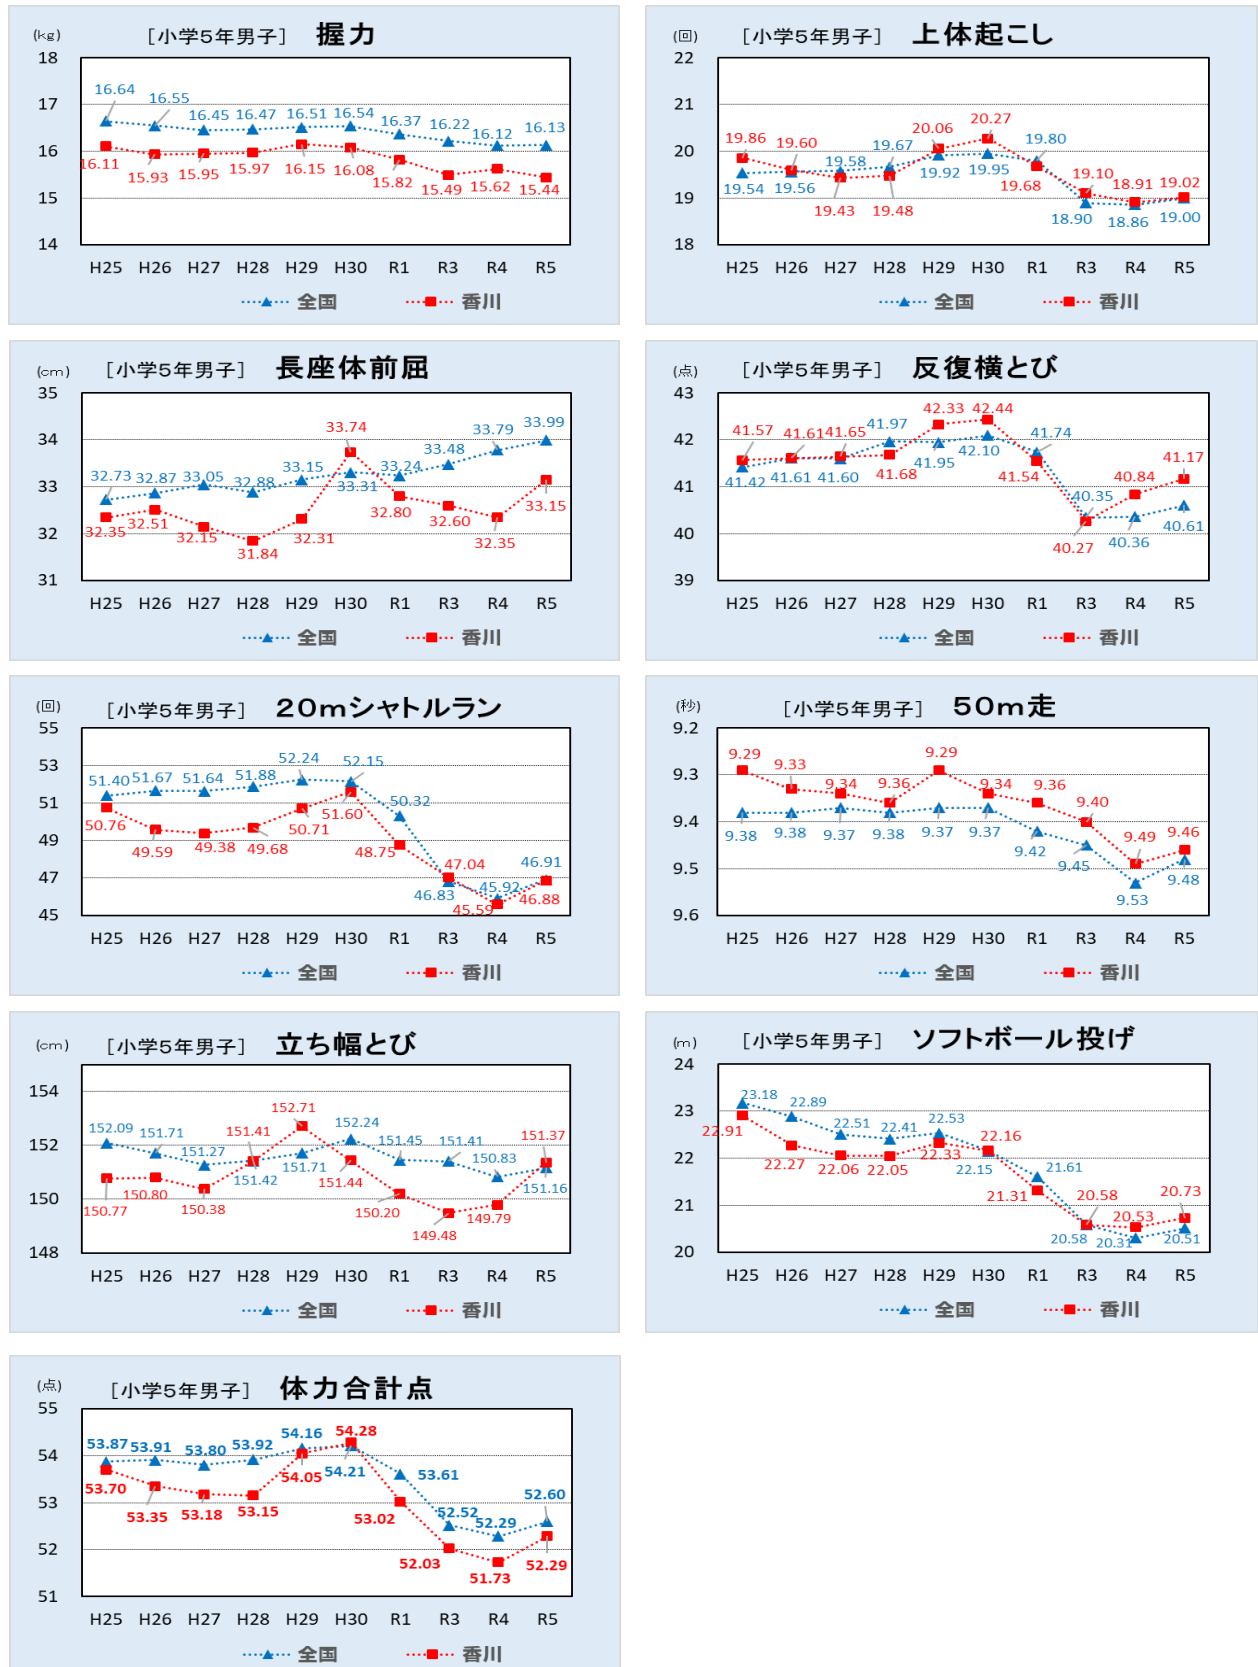 (kg) [小学5年男子] 握力
18
17
16
15
14
16.64 16.55 16.45 16.47 16.51 16.54 16.37 16.22 16.12 16.13
16.11 15.93 15.95 15.97 16.15 16.08 15.82 15.49 15.62 15.44
H25 H26 H27 H28 H29 H30 R1 R3 R4 R5
全国 香川
(回) [小学5年男子] 上体起こし
22
21
20
19
18
19.86 19.60 19.58 19.67 20.06 20.27 19.80 19.10 18.91 19.02
19.54 19.56 19.43 19.48 19.92 19.95 19.68 18.90 18.86 19.00
H25 H26 H27 H28 H29 H30 R1 R3 R4 R5
全国 香川
(cm) [小学5年男子] 長座体前屈
35
34
33
32
31
32.73 32.87 33.05 32.88 33.15 33.74 33.24 33.48 33.79 33.99
32.35 32.51 32.15 31.84 32.31 33.31 32.80 32.60 32.35 33.15
H25 H26 H27 H28 H29 H30 R1 R3 R4 R5
全国 香川
(点) [小学5年男子] 反復横とび
43
42
41
40
39
41.57 41.61 41.65 41.97 42.33 42.44 41.74 40.35 40.84 41.17
41.42 41.61 41.60 41.68 41.95 42.10 41.54 40.27 40.36 40.61
H25 H26 H27 H28 H29 H30 R1 R3 R4 R5
全国 香川
(回) [小学5年男子] 20mシャトルラン
55
53
51
49
47
45
51.40 51.67 51.64 51.88 52.24 52.15 50.32 47.04 45.92 46.91
50.76 49.59 49.38 49.68 50.71 51.60 48.75 46.83 45.59 46.88
H25 H26 H27 H28 H29 H30 R1 R3 R4 R5
全国 香川
(秒) [小学5年男子] 50m走
9.2
9.3
9.4
9.5
9.6
9.29 9.33 9.34 9.36 9.29 9.34 9.36 9.40 9.49 9.46
9.38 9.38 9.37 9.38 9.37 9.37 9.42 9.45 9.53 9.48
H25 H26 H27 H28 H29 H30 R1 R3 R4 R5
全国 香川
(cm) [小学5年男子] 立ち幅とび
154
152
150
148
152.09 151.71 151.27 151.41 152.71 152.24 151.45 151.41 150.83 151.37
150.77 150.80 150.38 151.42 151.71 151.44 150.20 149.48 149.79 151.16
H25 H26 H27 H28 H29 H30 R1 R3 R4 R5
全国 香川
(m) [小学5年男子] ソフトボール投げ
24
23
22
21
20
23.18 22.89 22.51 22.41 22.53 22.16 21.61 20.58 20.53 20.73
22.91 22.27 22.06 22.05 22.33 22.15 21.31 20.58 20.31 20.51
H25 H26 H27 H28 H29 H30 R1 R3 R4 R5
全国 香川
(点) [小学5年男子] 体力合計点
55
54
53
52
51
53.87 53.91 53.80 53.92 54.16 54.28 53.61 52.52 52.29 52.60
53.70 53.35 53.18 53.15 54.05 54.21 53.02 52.03 51.73 52.29
H25 H26 H27 H28 H29 H30 R1 R3 R4 R5
全国 香川